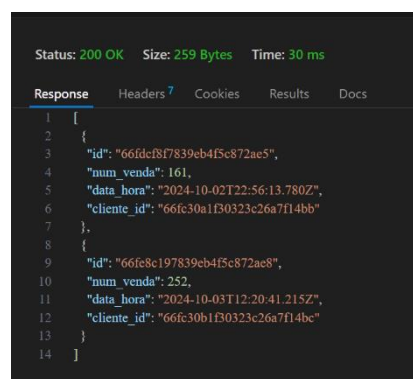 Status: 200 OK Size: 259 Bytes Time: 30 ms
Response Headers 7 Cookies Results Docs
1 [
2 {
3 "id": "66fdcf8f7839eb4f5c872ae5",
4 "num_venda": 161,
5 "data_hora": "2024-10-02T22:56:13.780Z",
6 "cliente_id": "66fc30a1f30323c26a7f14bb"
7 },
8 {
9 "id": "66fe8c197839eb4f5c872ae8",
10 "num_venda": 252,
11 "data_hora": "2024-10-03T12:20:41.215Z",
12 "cliente_id": "66fc30b1f30323c26a7f14bc"
13 }
14 ]